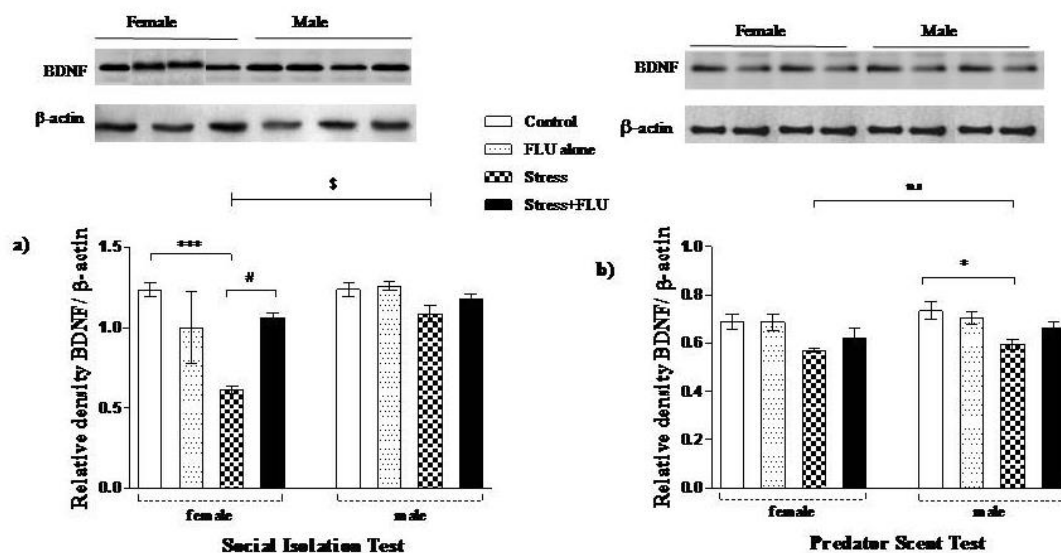 Female Male
BDNF
β-actin
Female Male
BDNF
β-actin
Control
FLU alone
Stress
Stress+FLU
$
ns
a)
Relative density BDNF/ β-actin
1.5
1.0
0.5
0.0
***
#
female male
Social Isolation Test
b)
Relative density BDNF/ β-actin
1.0
0.8
0.6
0.4
0.2
0.0
*
female male
Predator Scent Test